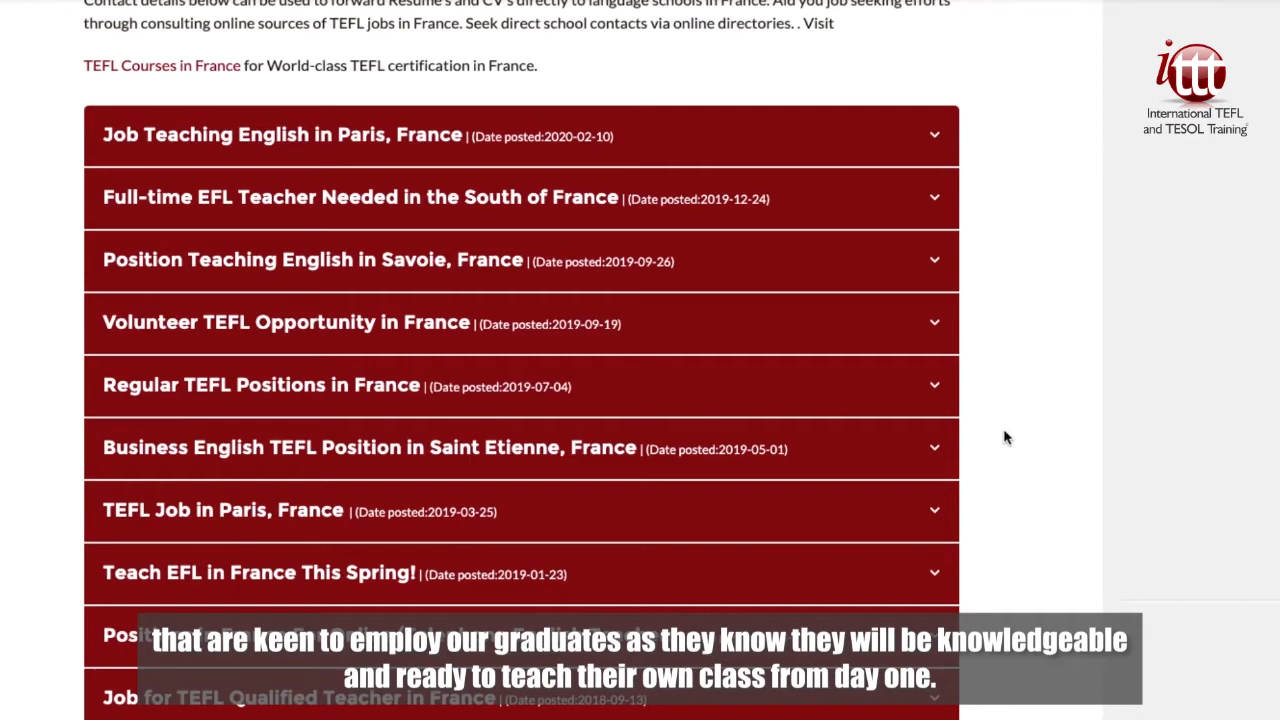 Contact details below can be used to forward Resume's and CV's directly to language schools in France. Aid you job seeking efforts
through consulting online sources of TEFL jobs in France. Seek direct school contacts via online directories. . Visit
TEFL Courses in France for World-class TEFL certification in France.
ittt
International TEFL
and TESOL Training
Job Teaching English in Paris, France | (Date posted:2020-02-10)
Full-time EFL Teacher Needed in the South of France | (Date posted:2019-12-24)
Position Teaching English in Savoie, France | (Date posted:2019-09-26)
Volunteer TEFL Opportunity in France | (Date posted:2019-09-19)
Regular TEFL Positions in France | (Date posted:2019-07-04)
Business English TEFL Position in Saint Etienne, France | (Date posted:2019-05-01)
TEFL Job in Paris, France | (Date posted:2019-03-25)
Teach EFL in France This Spring! | (Date posted:2019-01-23)
that are keen to employ our graduates as they know they will be knowledgeable
and ready to teach their own class from day one.
Job for TEFL Qualified Teacher in France | (Date posted:2018-09-13)